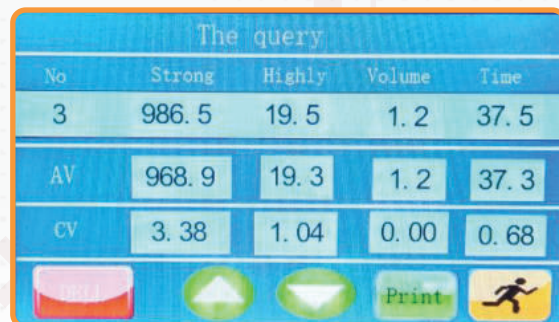 The query
No Strong Highly Volume Time
3 986.5 19.5 1.2 37.5
AV 968.9 19.3 1.2 37.3
CV 3.38 1.04 0.00 0.68
Print